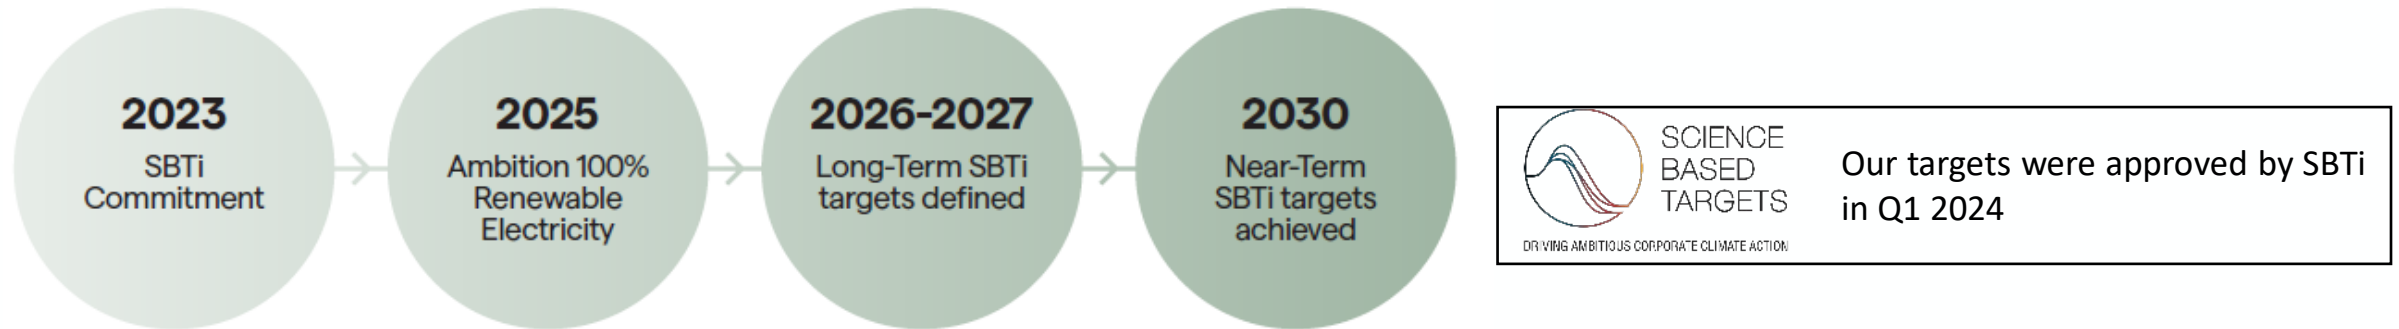 2023
SBTi
Commitment
2025
Ambition 100%
Renewable
Electricity
2026-2027
Long-Term SBTi
targets defined
2030
Near-Term
SBTi targets
achieved
SCIENCE
BASED
TARGETS
DRIVING AMBITIOUS CORPORATE CLIMATE ACTION
Our targets were approved by SBTi
in Q1 2024